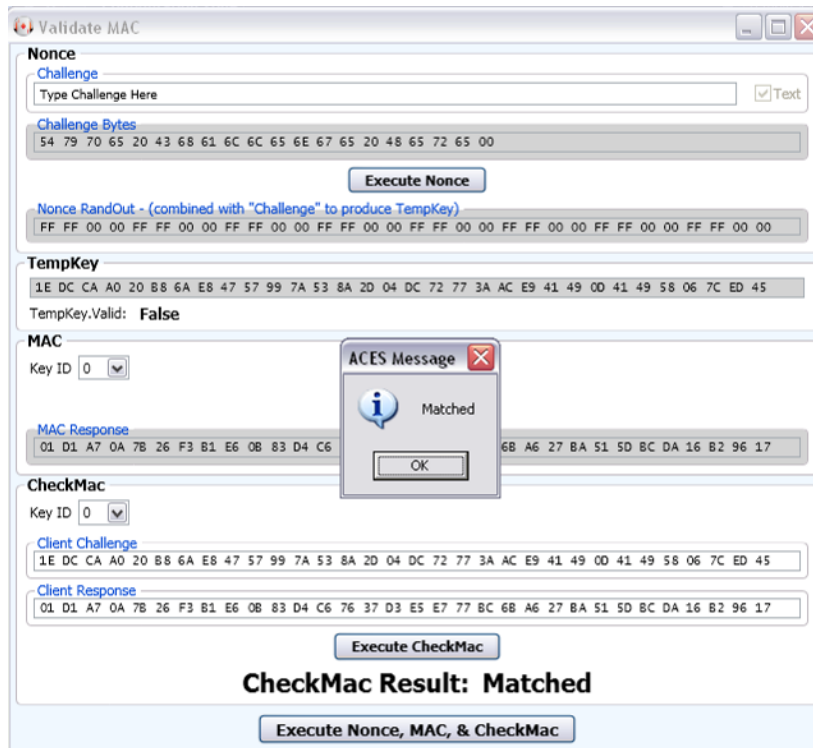 Validate MAC
Nonce
Challenge
Type Challenge Here
Text
Challenge Bytes
54 79 70 65 20 43 68 61 6C 6C 65 6E 67 65 20 48 65 72 65 00
Execute Nonce
Nonce RandOut - (combined with "Challenge" to produce TempKey)
FF FF 00 00 FF FF 00 00 FF FF 00 00 FF FF 00 00 FF FF 00 00 FF FF 00 00 FF FF 00 00 FF FF 00 00
TempKey
1E DC CA A0 20 B8 6A E8 47 57 99 7A 53 8A 2D 04 DC 72 77 3A AC E9 41 49 0D 41 49 58 06 7C ED 45
TempKey.Valid: False
MAC
Key ID 0
ACES Message
Matched
OK
MAC Response
01 D1 A7 0A 7B 26 F3 B1 E6 0B 83 D4 C6 6B A6 27 BA 51 5D BC DA 16 B2 96 17
CheckMac
Key ID 0
Client Challenge
1E DC CA A0 20 B8 6A E8 47 57 99 7A 53 8A 2D 04 DC 72 77 3A AC E9 41 49 0D 41 49 58 06 7C ED 45
Client Response
01 D1 A7 0A 7B 26 F3 B1 E6 0B 83 D4 C6 76 37 D3 E5 E7 77 BC 6B A6 27 BA 51 5D BC DA 16 B2 96 17
Execute CheckMac
CheckMac Result: Matched
Execute Nonce, MAC, & CheckMac